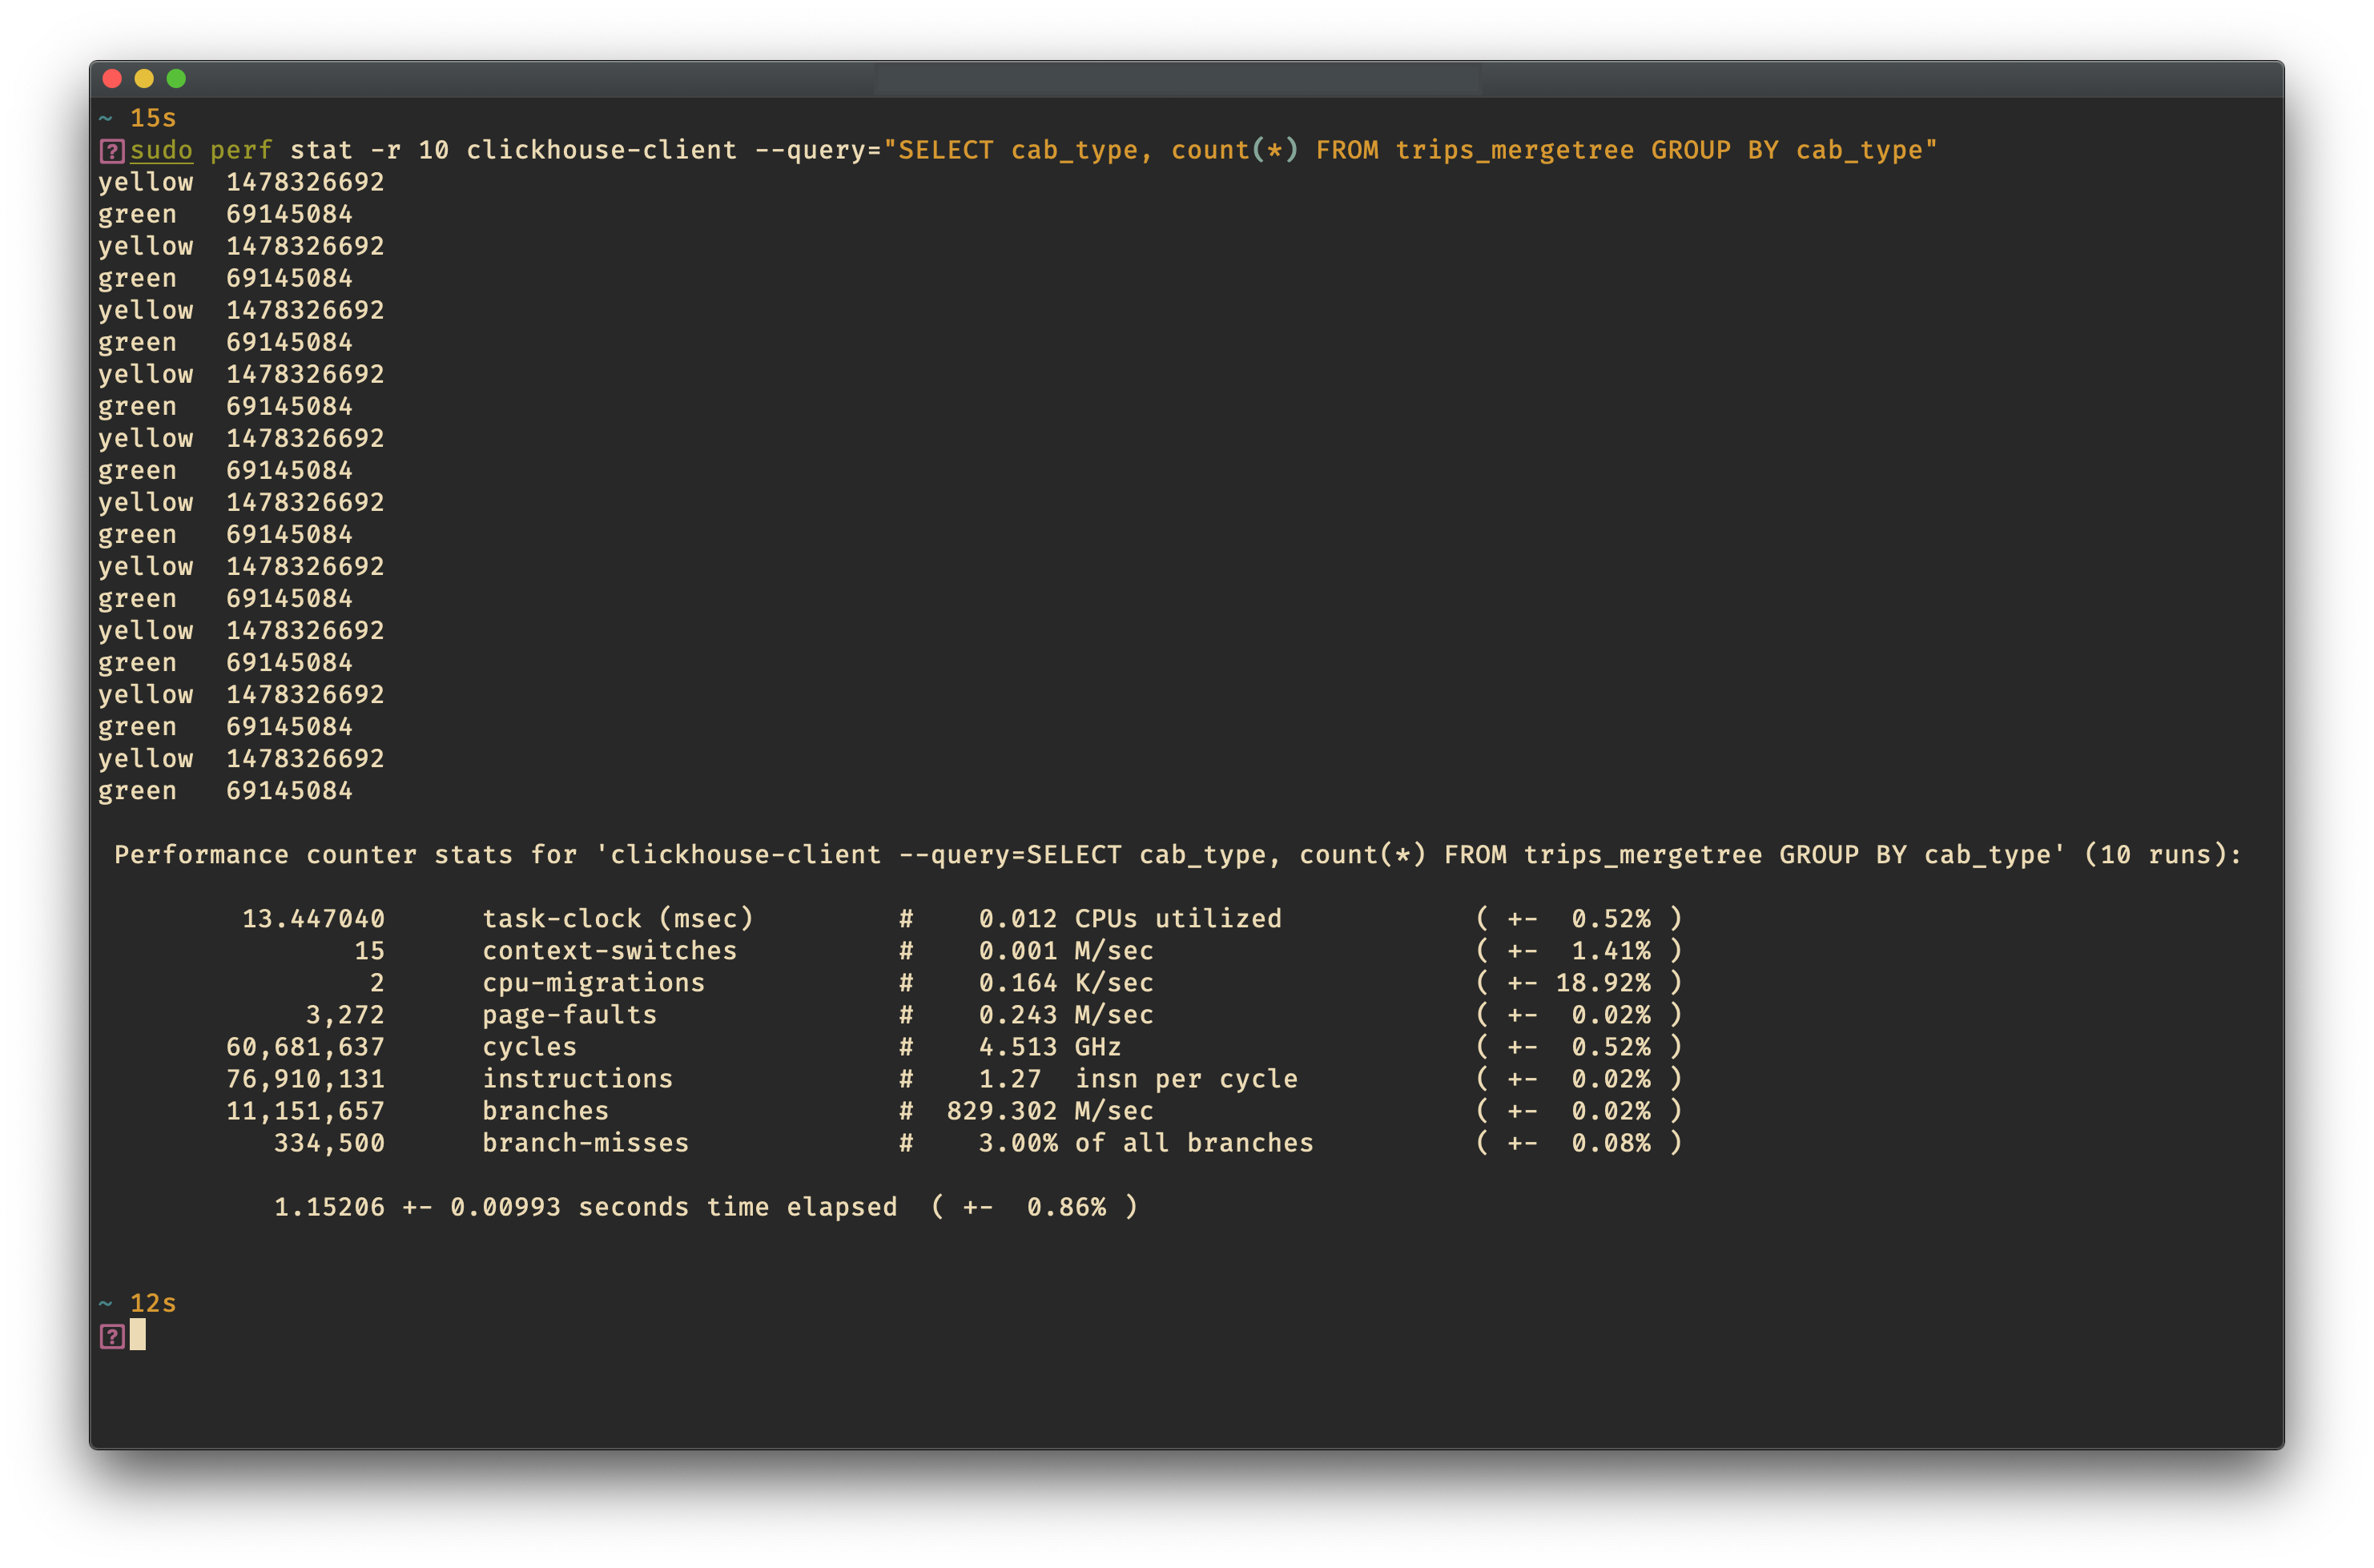 ~ 15s
sudo perf stat -r 10 clickhouse-client --query="SELECT cab_type, count(*) FROM trips_mergetree GROUP BY cab_type"
yellow  1478326692
green   69145084
yellow  1478326692
green   69145084
yellow  1478326692
green   69145084
yellow  1478326692
green   69145084
yellow  1478326692
green   69145084
yellow  1478326692
green   69145084
yellow  1478326692
green   69145084
yellow  1478326692
green   69145084
yellow  1478326692
green   69145084
yellow  1478326692
green   69145084
Performance counter stats for 'clickhouse-client --query=SELECT cab_type, count(*) FROM trips_mergetree GROUP BY cab_type' (10 runs):
13.447040      task-clock (msec)         #    0.012 CPUs utilized            ( +-  0.52% )
15      context-switches          #    0.001 M/sec                    ( +-  1.41% )
2      cpu-migrations            #    0.164 K/sec                    ( +- 18.92% )
3,272      page-faults               #    0.243 M/sec                    ( +-  0.02% )
60,681,637      cycles                    #    4.513 GHz                      ( +-  0.52% )
76,910,131      instructions              #    1.27  insn per cycle           ( +-  0.02% )
11,151,657      branches                  #  829.302 M/sec                    ( +-  0.02% )
334,500      branch-misses             #    3.00% of all branches          ( +-  0.08% )
1.15206 +- 0.00993 seconds time elapsed  ( +-  0.86% )
~ 12s
?